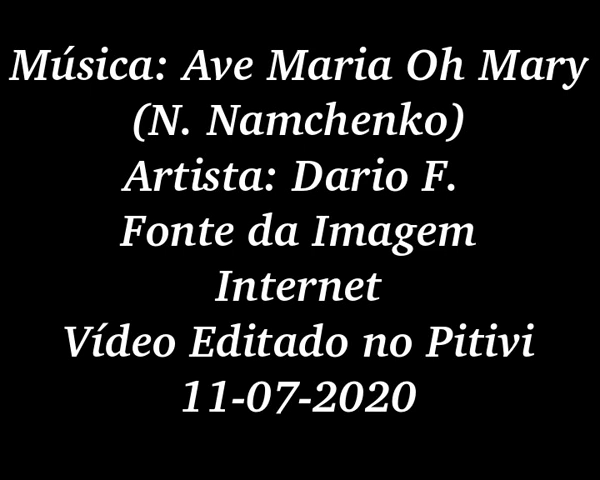 Música: Ave Maria Oh Mary
(N. Namchenko)
Artista: Dario F.
Fonte da Imagem
Internet
Vídeo Editado no Pitivi
11-07-2020